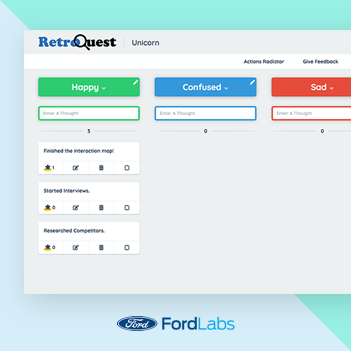 RetroQuest
Unicorn
Actions Radiator
Give Feedback
Happy
Confused
Sad
Enter A Thought
Enter A Thought
Enter A Thought
3
0
0
Finished the interaction map!
1
Started Interviews.
0
Researched Competitors.
0
Ford
FordLabs